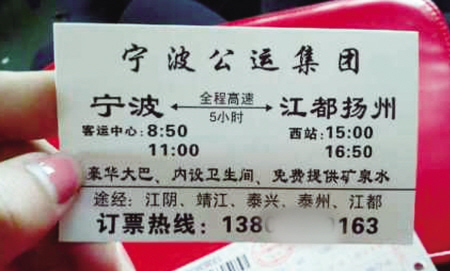 宁波公运集团
宁波 全程高速 5小时 江都扬州
客运中心:8:50 西站:15:00
11:00 16:50
豪华大巴、内设卫生间、免费提供矿泉水
途经:江阴、靖江、泰兴、泰州、江都
订票热线:138 163